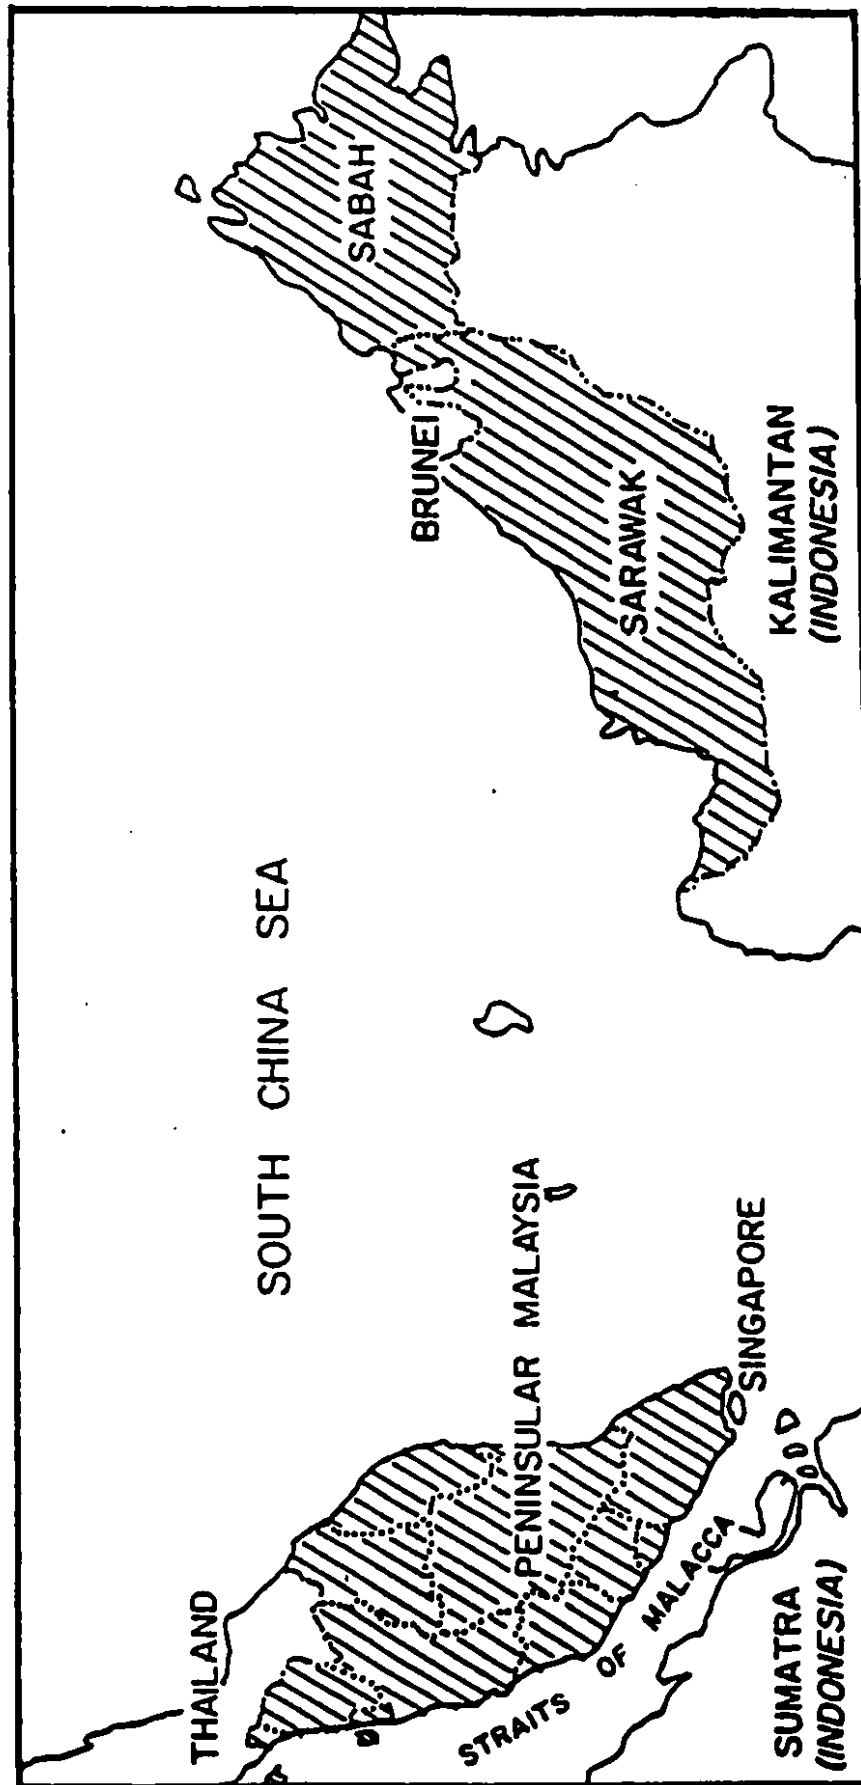 THAILAND
SOUTH CHINA SEA
SABAH
BRUNEI
SARAWAK
KALIMANTAN
(INDONESIA)
PENINSULAR MALAYSIA
SINGAPORE
STRAITS OF MALACCA
SUMATRA
(INDONESIA)